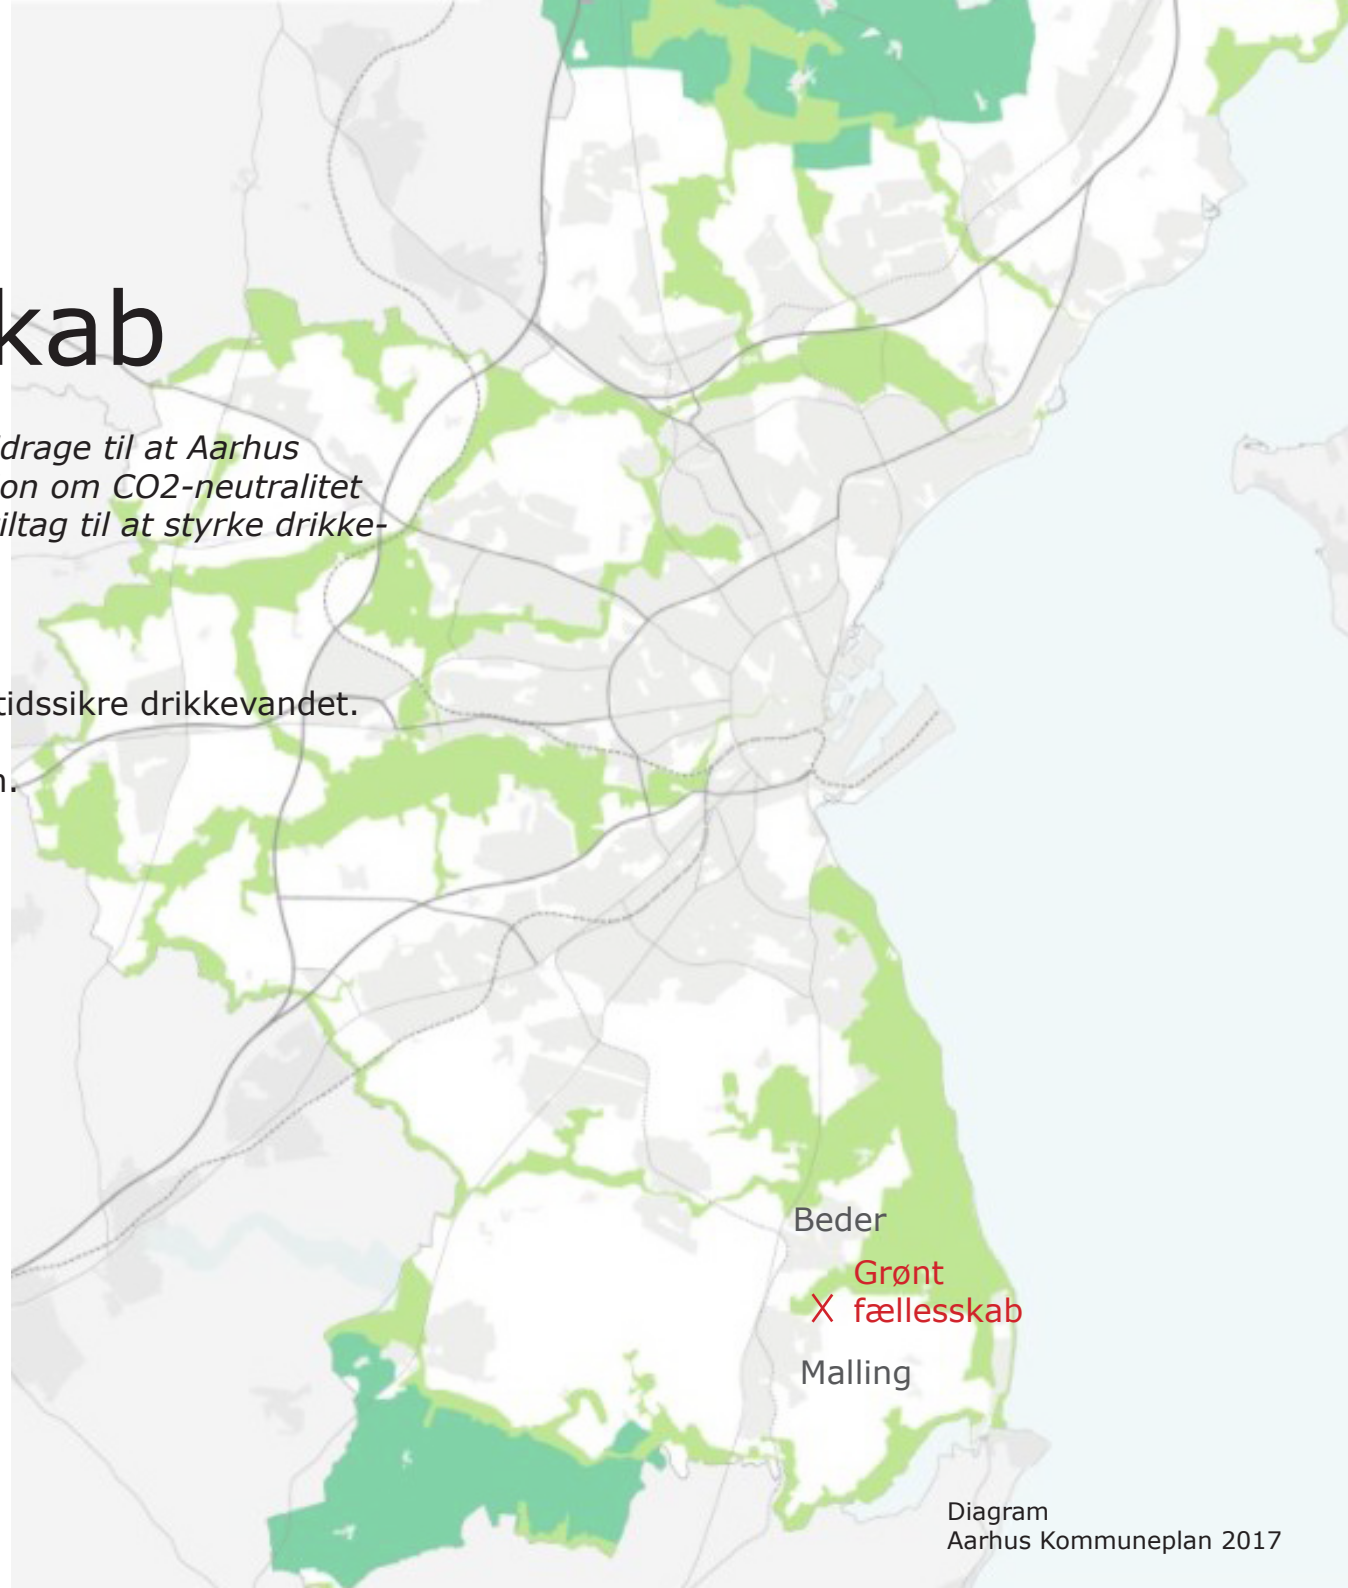 kab
drage til at Aarhus
on om CO2-neutralitet
iltag til at styrke drikke-
tidssikre drikkevandet.
n.
Beder
Grønt
X fællesskab
Malling
Diagram
Aarhus Kommuneplan 2017